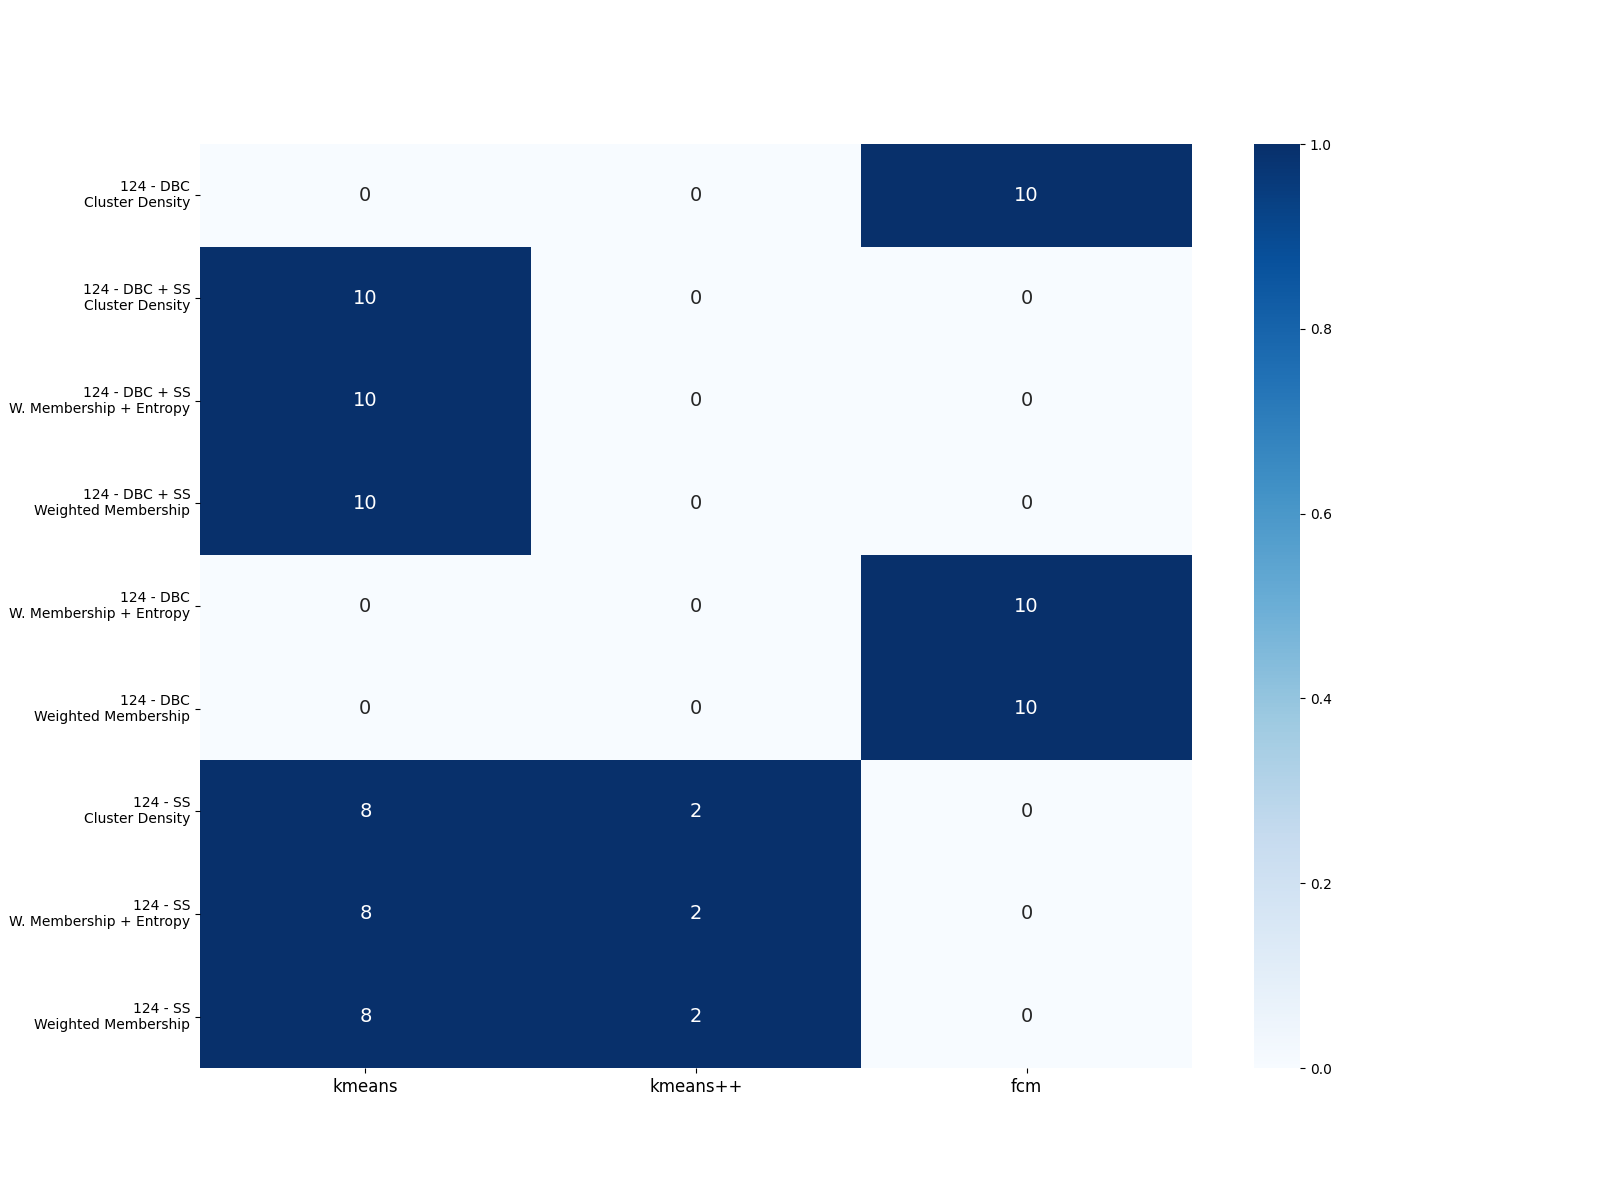 124 - DBC
Cluster Density
0 0 10
124 - DBC + SS
Cluster Density
10 0 0
124 - DBC + SS
W. Membership + Entropy
10 0 0
124 - DBC + SS
Weighted Membership
10 0 0
124 - DBC
W. Membership + Entropy
0 0 10
124 - DBC
Weighted Membership
0 0 10
124 - SS
Cluster Density
8 2 0
124 - SS
W. Membership + Entropy
8 2 0
124 - SS
Weighted Membership
8 2 0
kmeans kmeans++ fcm
1.0
0.8
0.6
0.4
0.2
0.0